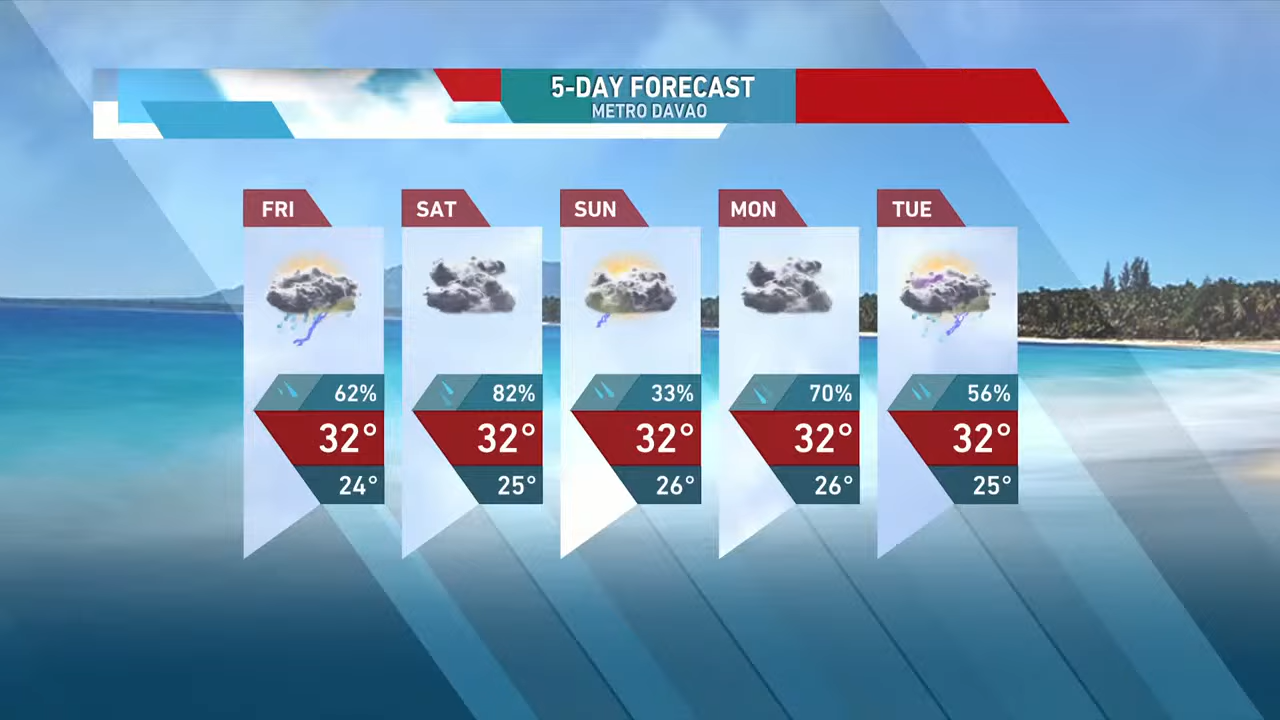 5-DAY FORECAST
METRO DAVAO
FRI
62%
32°
24°
SAT
82%
32°
25°
SUN
33%
32°
26°
MON
70%
32°
26°
TUE
56%
32°
25°